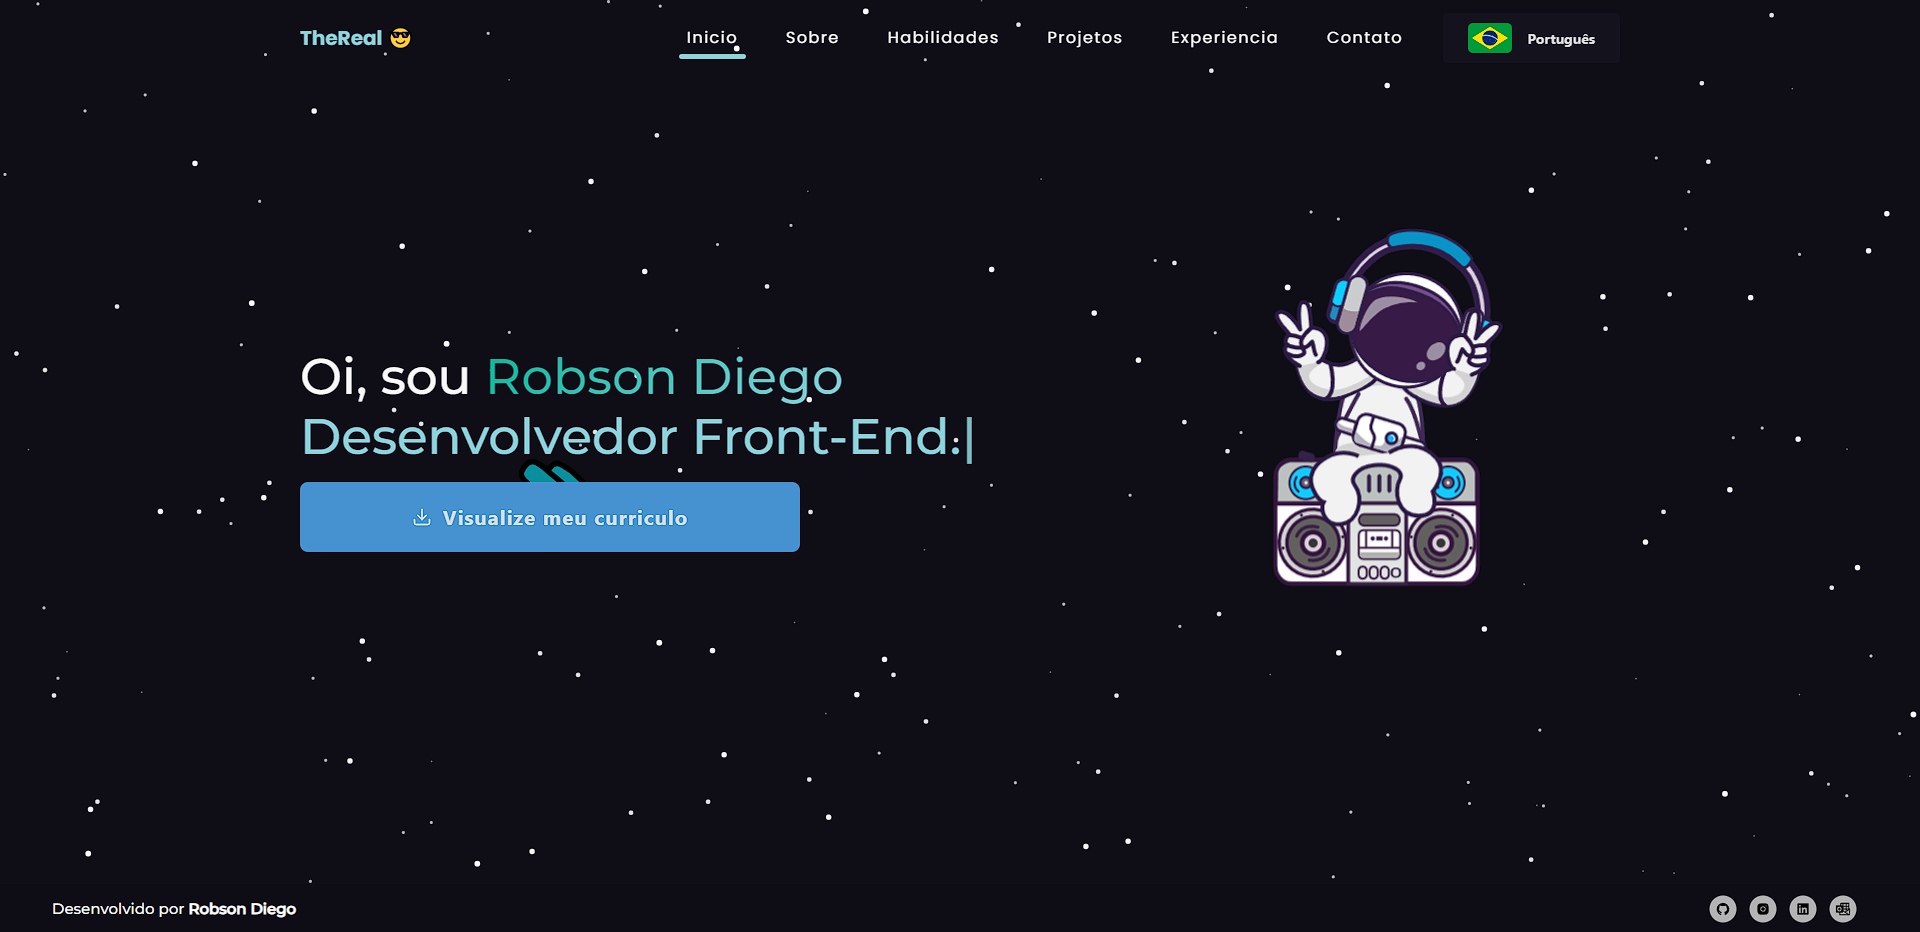 TheReal 😎
Inicio Sobre Habilidades Projetos Experiencia Contato Português
Oi, sou Robson Diego
Desenvolvedor Front-End.|
Visualize meu curriculo
Desenvolvido por Robson Diego